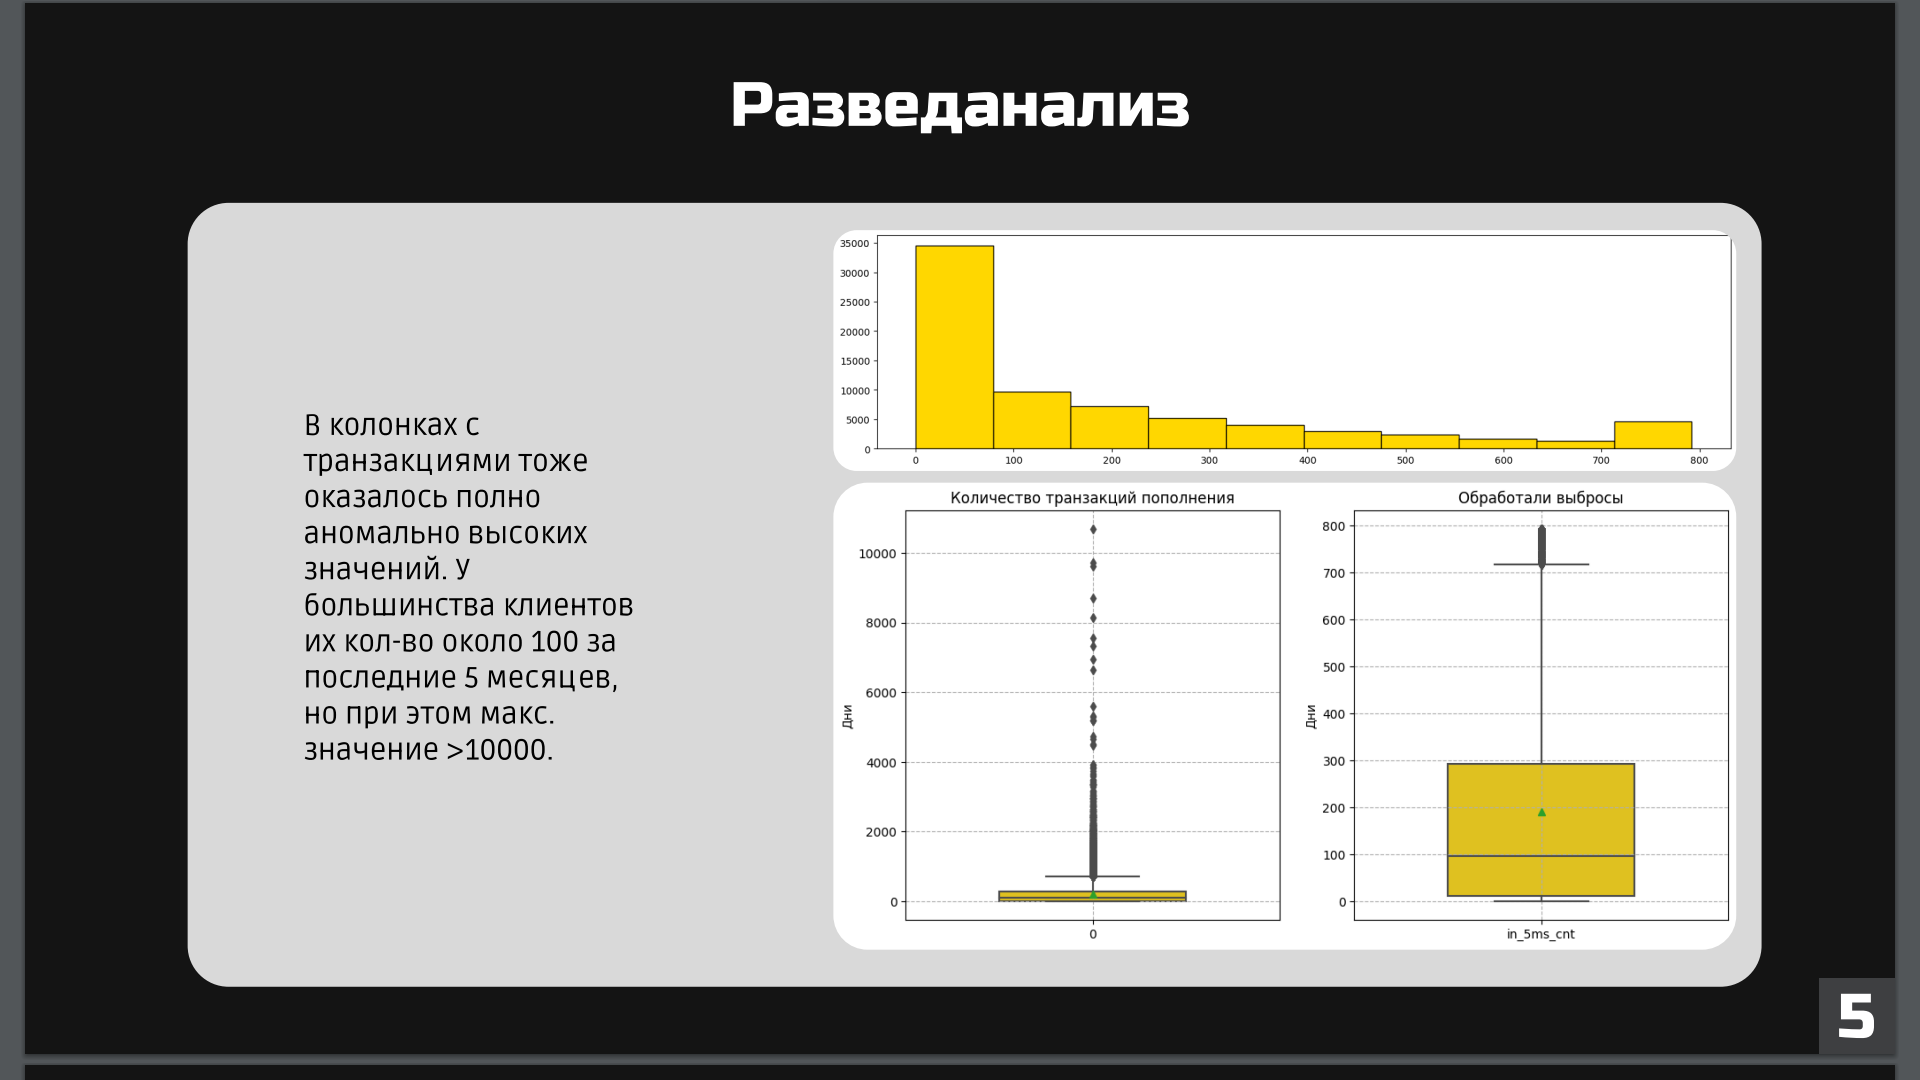 Разведанализ
В колонках с
транзакциями тоже
оказалось полно
аномально высоких
значений. У
большинства клиентов
их кол-во около 100 за
последние 5 месяцев,
но при этом макс.
значение >10000.
35000
30000
25000
20000
15000
10000
5000
0
0 100 200 300 400 500 600 700 800
Количество транзакций пополнения
10000
8000
6000
4000
2000
0
Дни
0
Обработали выбросы
800
700
600
500
400
300
200
100
0
Дни
in_5ms_cnt
5